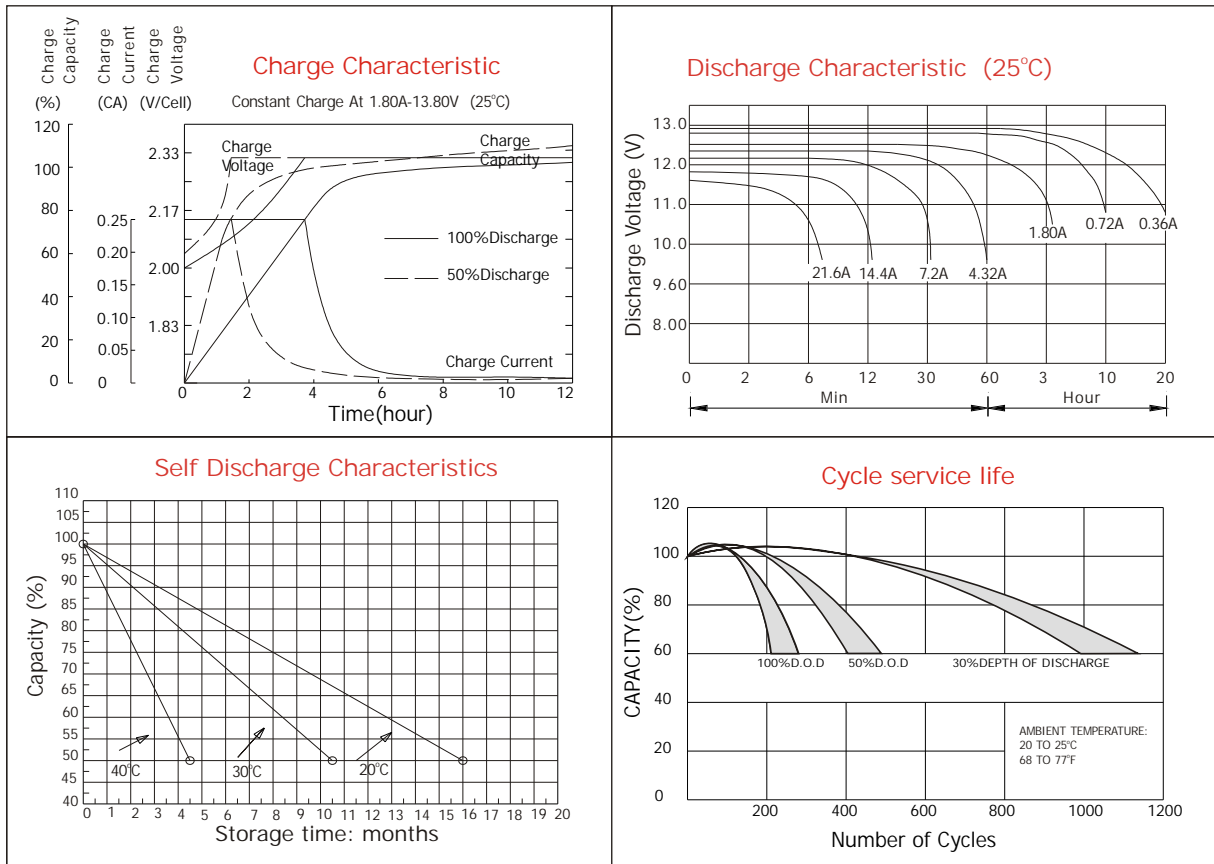 Charge
Capacity
Charge
Current
Charge
Voltage
(%)
(CA)
(V/Cell)
Charge Characteristic
Constant Charge At 1.80A-13.80V (25°C)
120
100
80
60
40
20
0
0.25
0.20
0.15
0.10
0.05
0
2.33
2.17
2.00
1.83
Charge
Voltage
Charge
Capacity
100%Discharge
50%Discharge
Charge Current
0 2 4 6 8 10 12
Time(hour)
Discharge Characteristic (25°C)
Discharge Voltage (V)
13.0
12.0
11.0
10.0
9.60
8.00
21.6A 14.4A 7.2A 4.32A 1.80A 0.72A 0.36A
0 2 6 12 30 60 3 10 20
Min Hour
Self Discharge Characteristics
Capacity (%)
110
105
100
95
90
85
80
75
70
65
60
55
50
45
40
40°C 30°C 20°C
0 1 2 3 4 5 6 7 8 9 10 11 12 13 14 15 16 17 18 19 20
Storage time: months
Cycle service life
CAPACITY(%)
120
100
80
60
40
20
0
100%D.O.D 50%D.O.D 30%DEPTH OF DISCHARGE
AMBIENT TEMPERATURE:
20 TO 25°C
68 TO 77°F
200 400 600 800 1000 1200
Number of Cycles